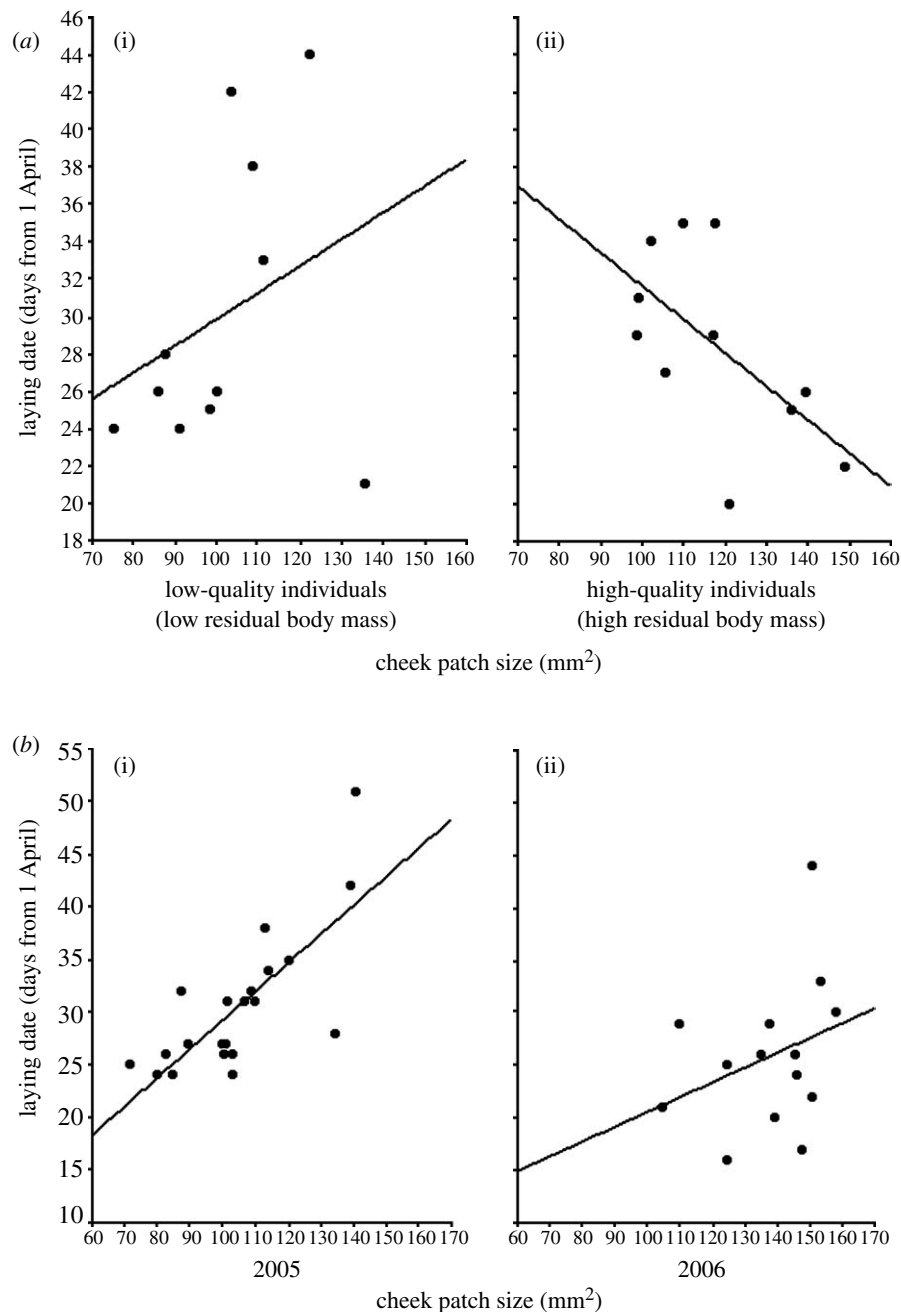 (a)
(i)
(ii)
laying date (days from 1 April)
46
44
42
40
38
36
34
32
30
28
26
24
22
20
18
70 80 90 100 110 120 130 140 150 160
70 80 90 100 110 120 130 140 150 160
low-quality individuals
(low residual body mass)
high-quality individuals
(high residual body mass)
cheek patch size (mm²)
(b)
(i)
(ii)
laying date (days from 1 April)
55
50
45
40
35
30
25
20
15
10
60 70 80 90 100 110 120 130 140 150 160 170
60 70 80 90 100 110 120 130 140 150 160 170
2005
2006
cheek patch size (mm²)